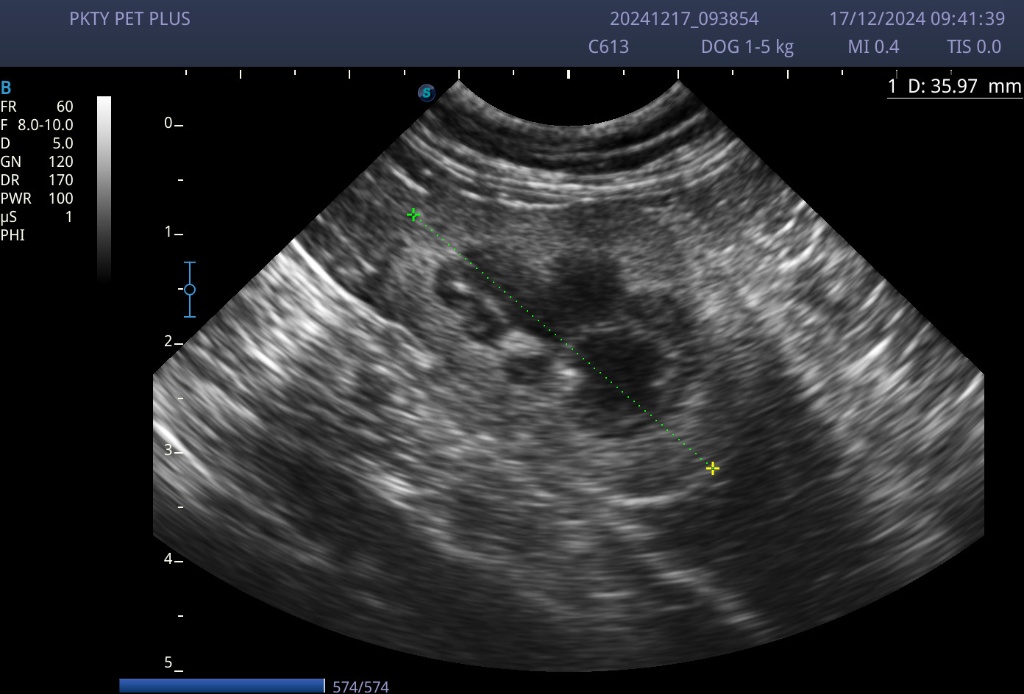 PKTY PET PLUS
20241217_093854
17/12/2024 09:41:39
C613
DOG 1-5 kg
MI 0.4
TIS 0.0
B
FR 60
F 8.0-10.0
D 5.0
GN 120
DR 170
PWR 100
µS 1
PHI
S
1 D: 35.97 mm
0
1
2
3
4
5
574/574